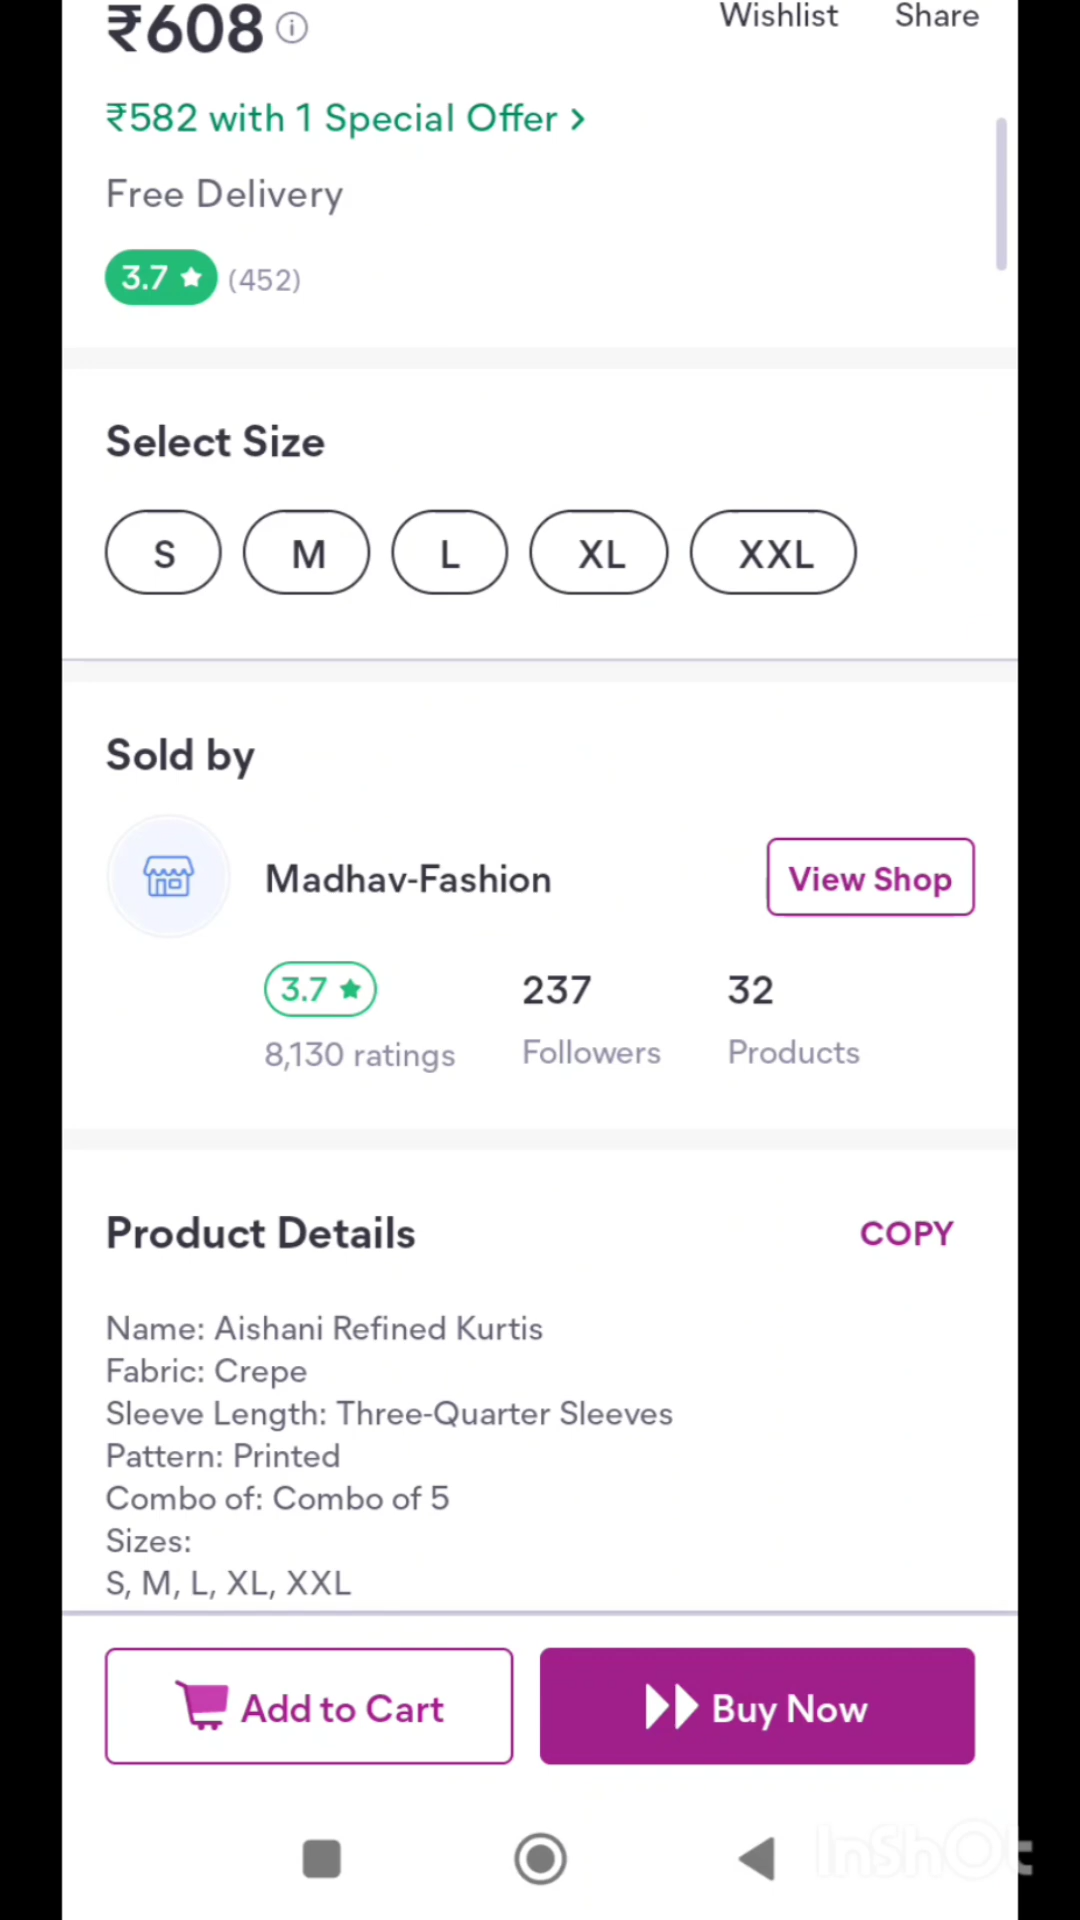 ₹608
Wishlist Share
₹582 with 1 Special Offer >
Free Delivery
3.7 ★ (452)
Select Size
S M L XL XXL
Sold by
Madhav-Fashion View Shop
3.7 ★ 237 32
8,130 ratings Followers Products
Product Details COPY
Name: Aishani Refined Kurtis
Fabric: Crepe
Sleeve Length: Three-Quarter Sleeves
Pattern: Printed
Combo of: Combo of 5
Sizes:
S, M, L, XL, XXL
Add to Cart Buy Now
InShOt